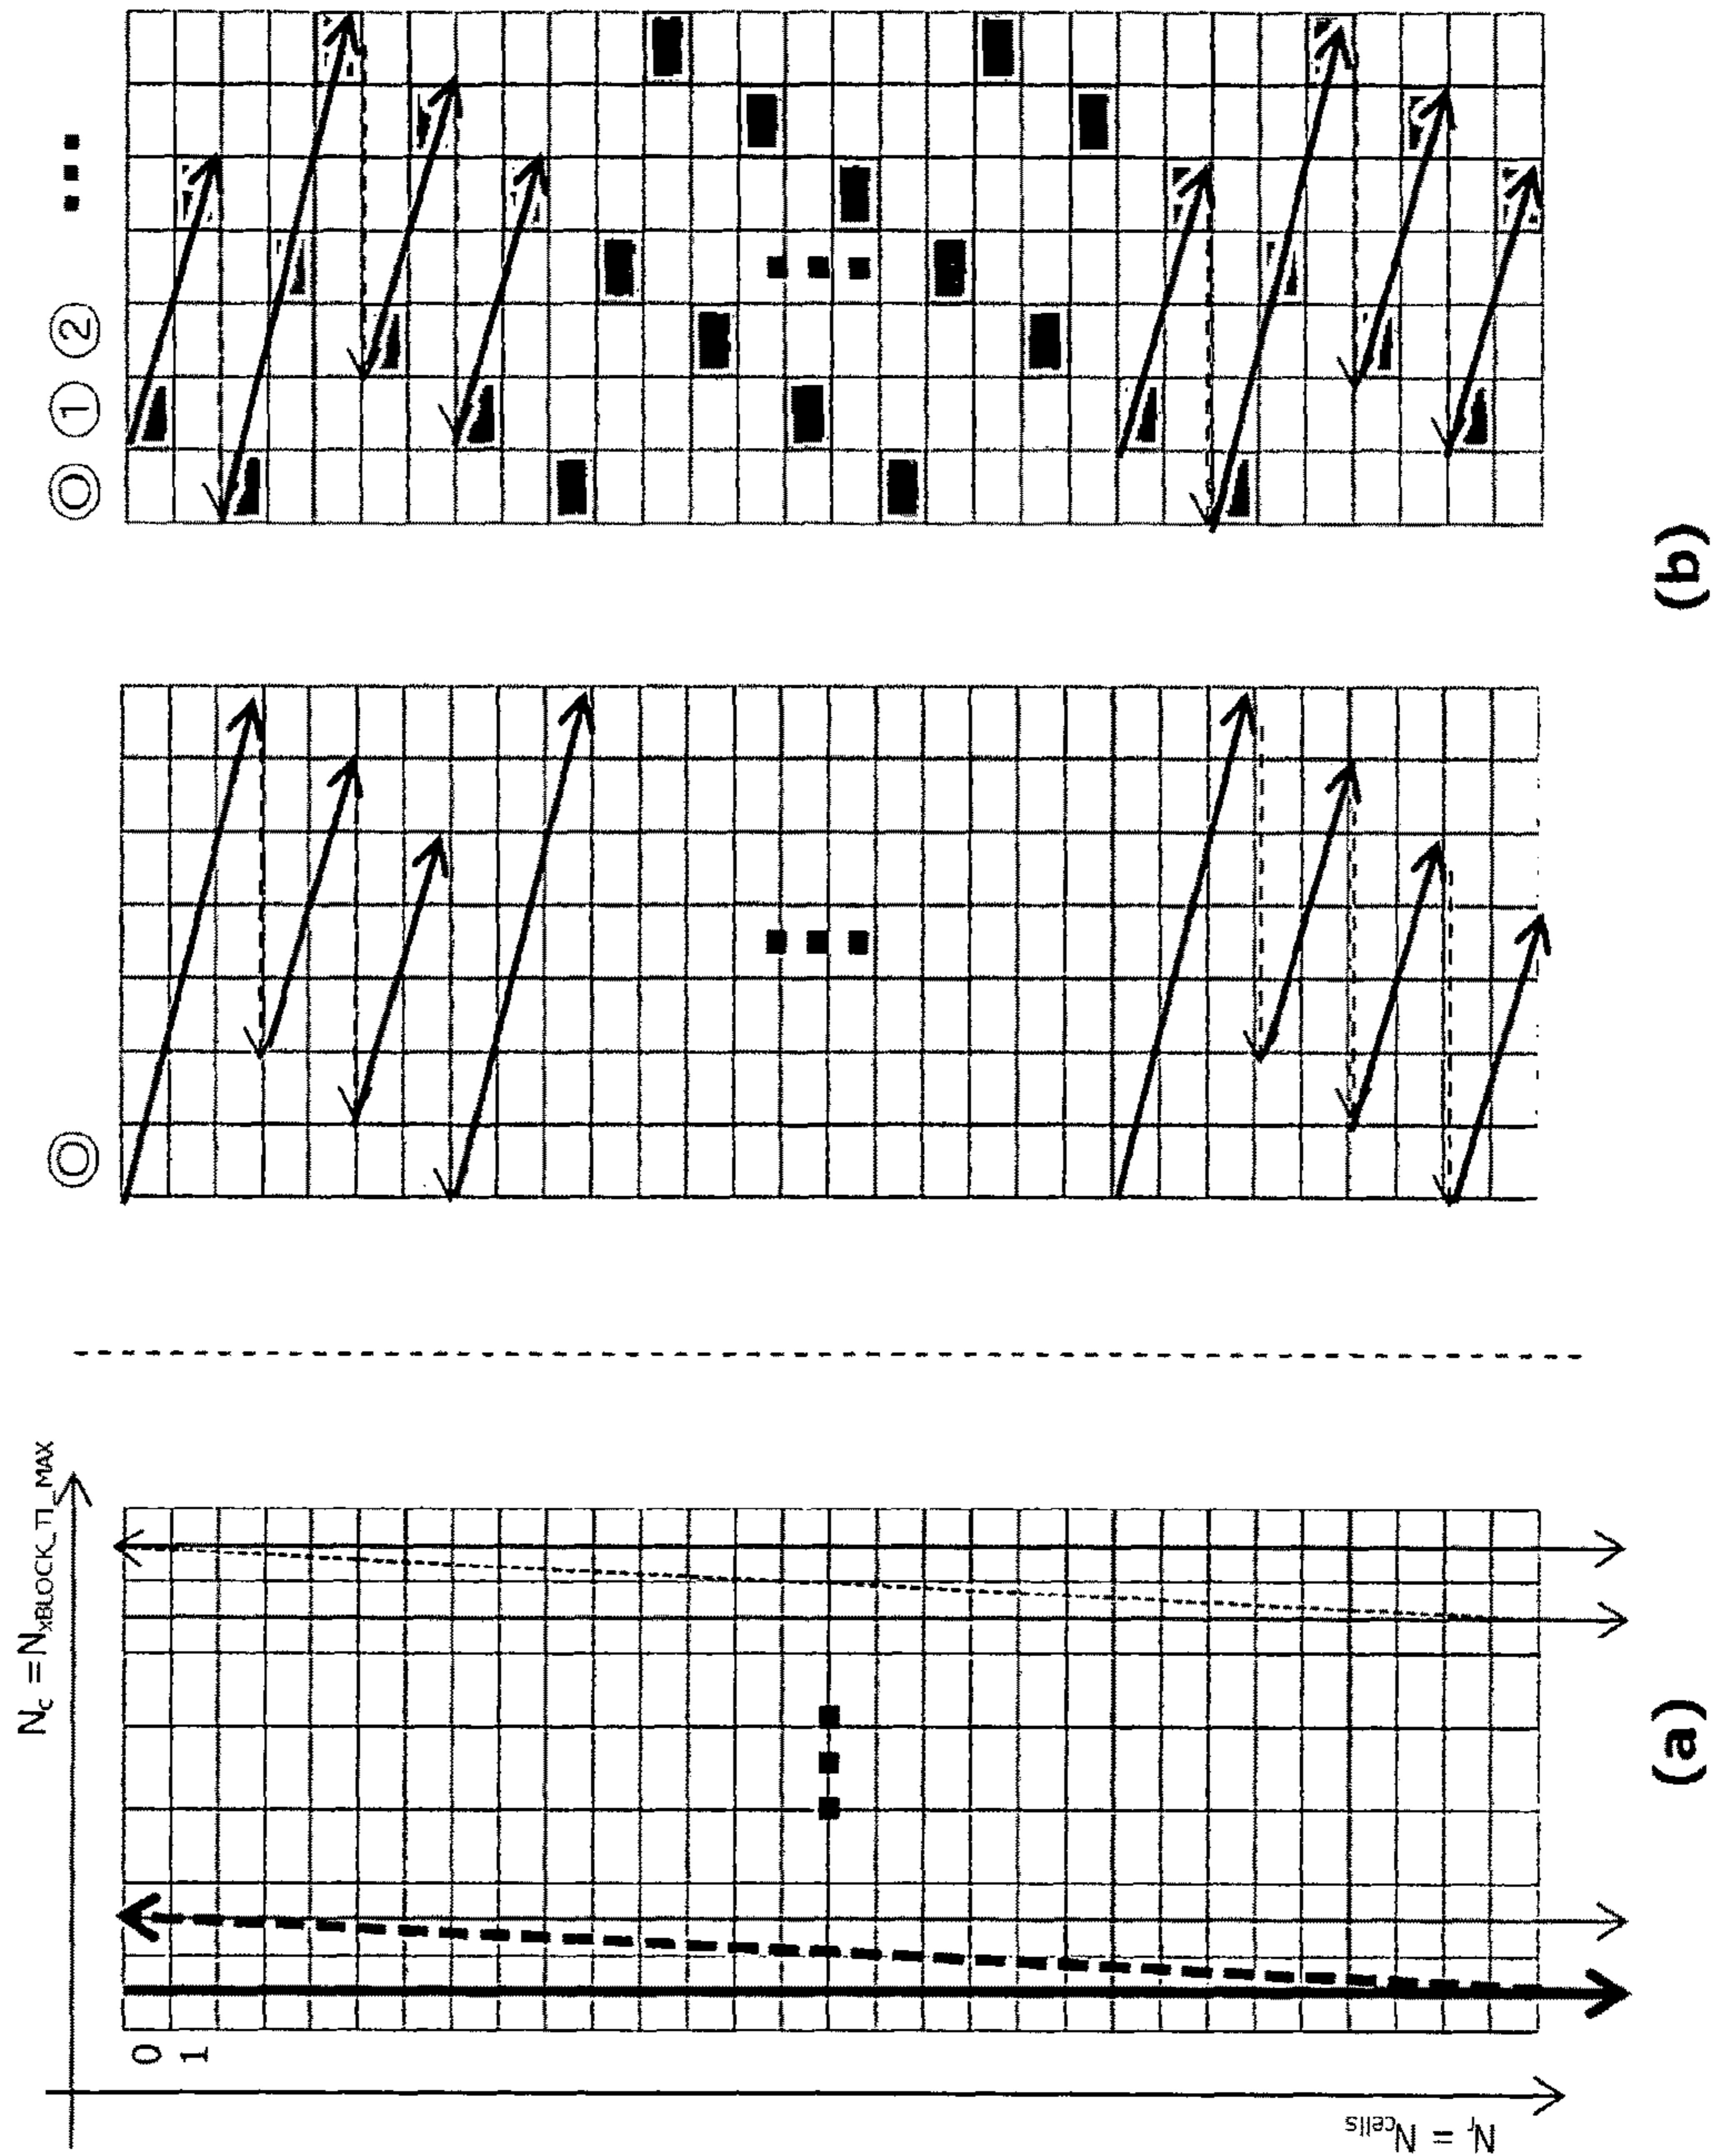 N_c = N_xBLOCK_TI_MAX
⓪
⓪ ① ② ...
0
1
N_r = N_cells
(a)
(b)